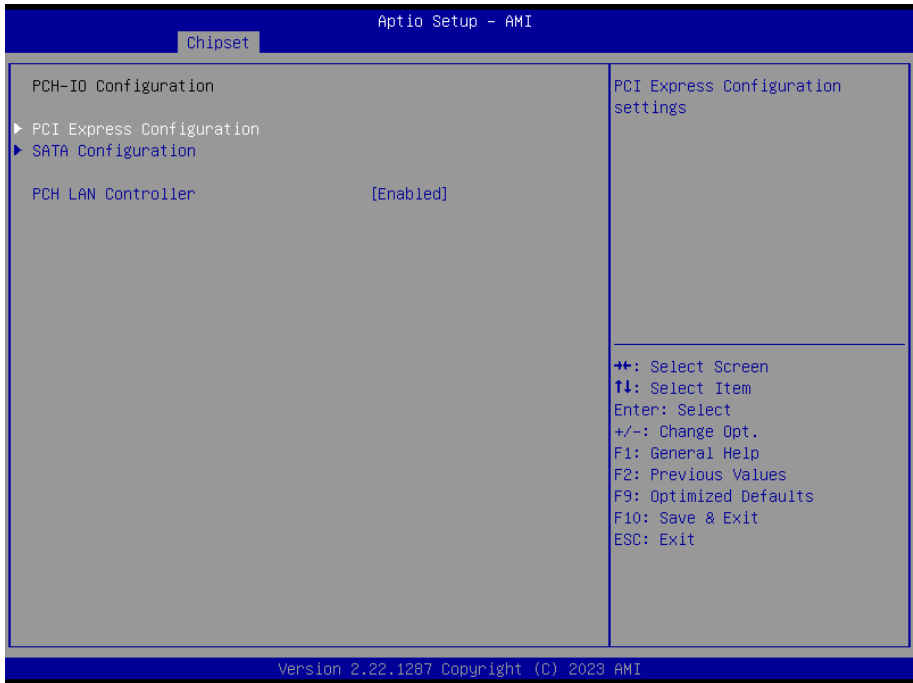 Aptio Setup – AMI
Chipset
PCH-IO Configuration
PCI Express Configuration
SATA Configuration
PCH LAN Controller [Enabled]
PCI Express Configuration
settings
→←: Select Screen
↑↓: Select Item
Enter: Select
+/-: Change Opt.
F1: General Help
F2: Previous Values
F9: Optimized Defaults
F10: Save & Exit
ESC: Exit
Version 2.22.1287 Copyright (C) 2023 AMI